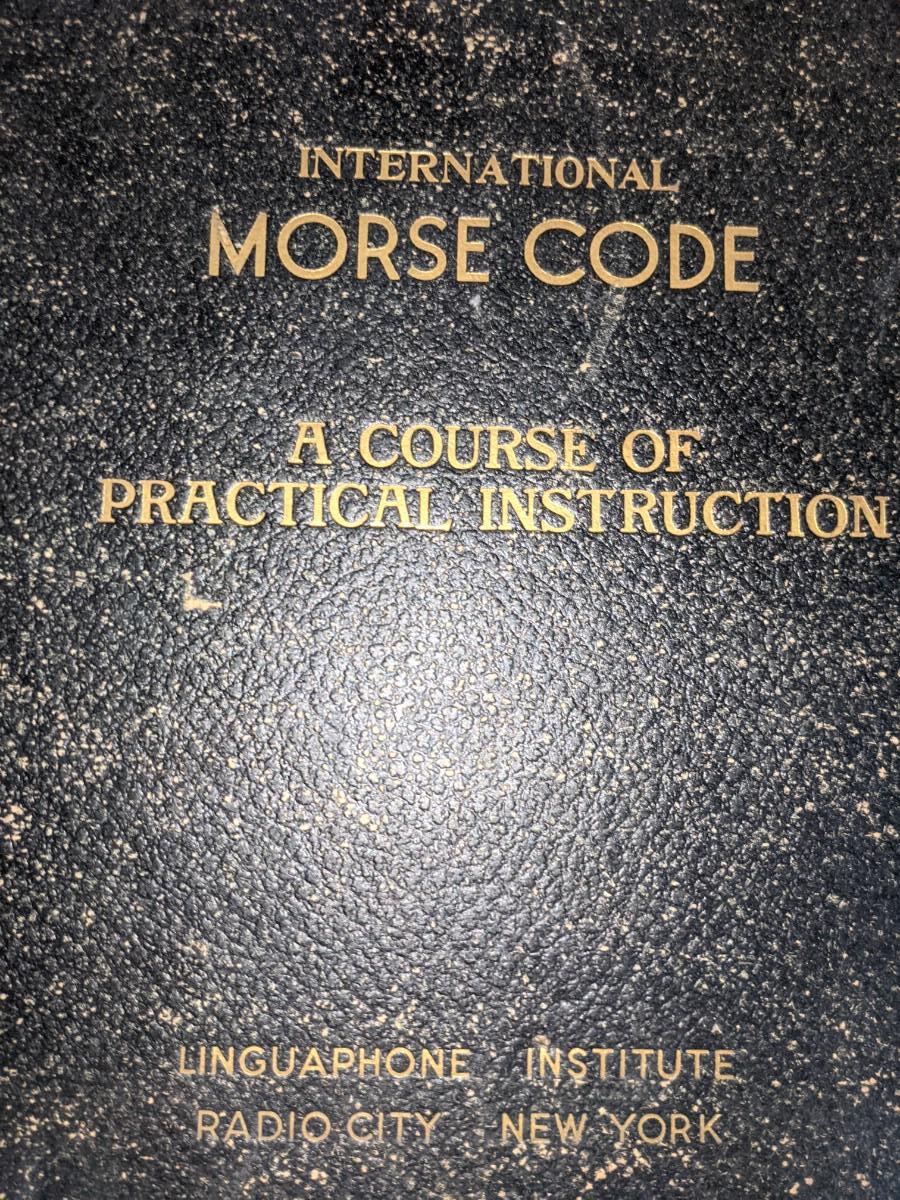 INTERNATIONAL
MORSE CODE
A COURSE OF
PRACTICAL INSTRUCTION
LINGUAPHONE INSTITUTE
RADIO CITY NEW YORK